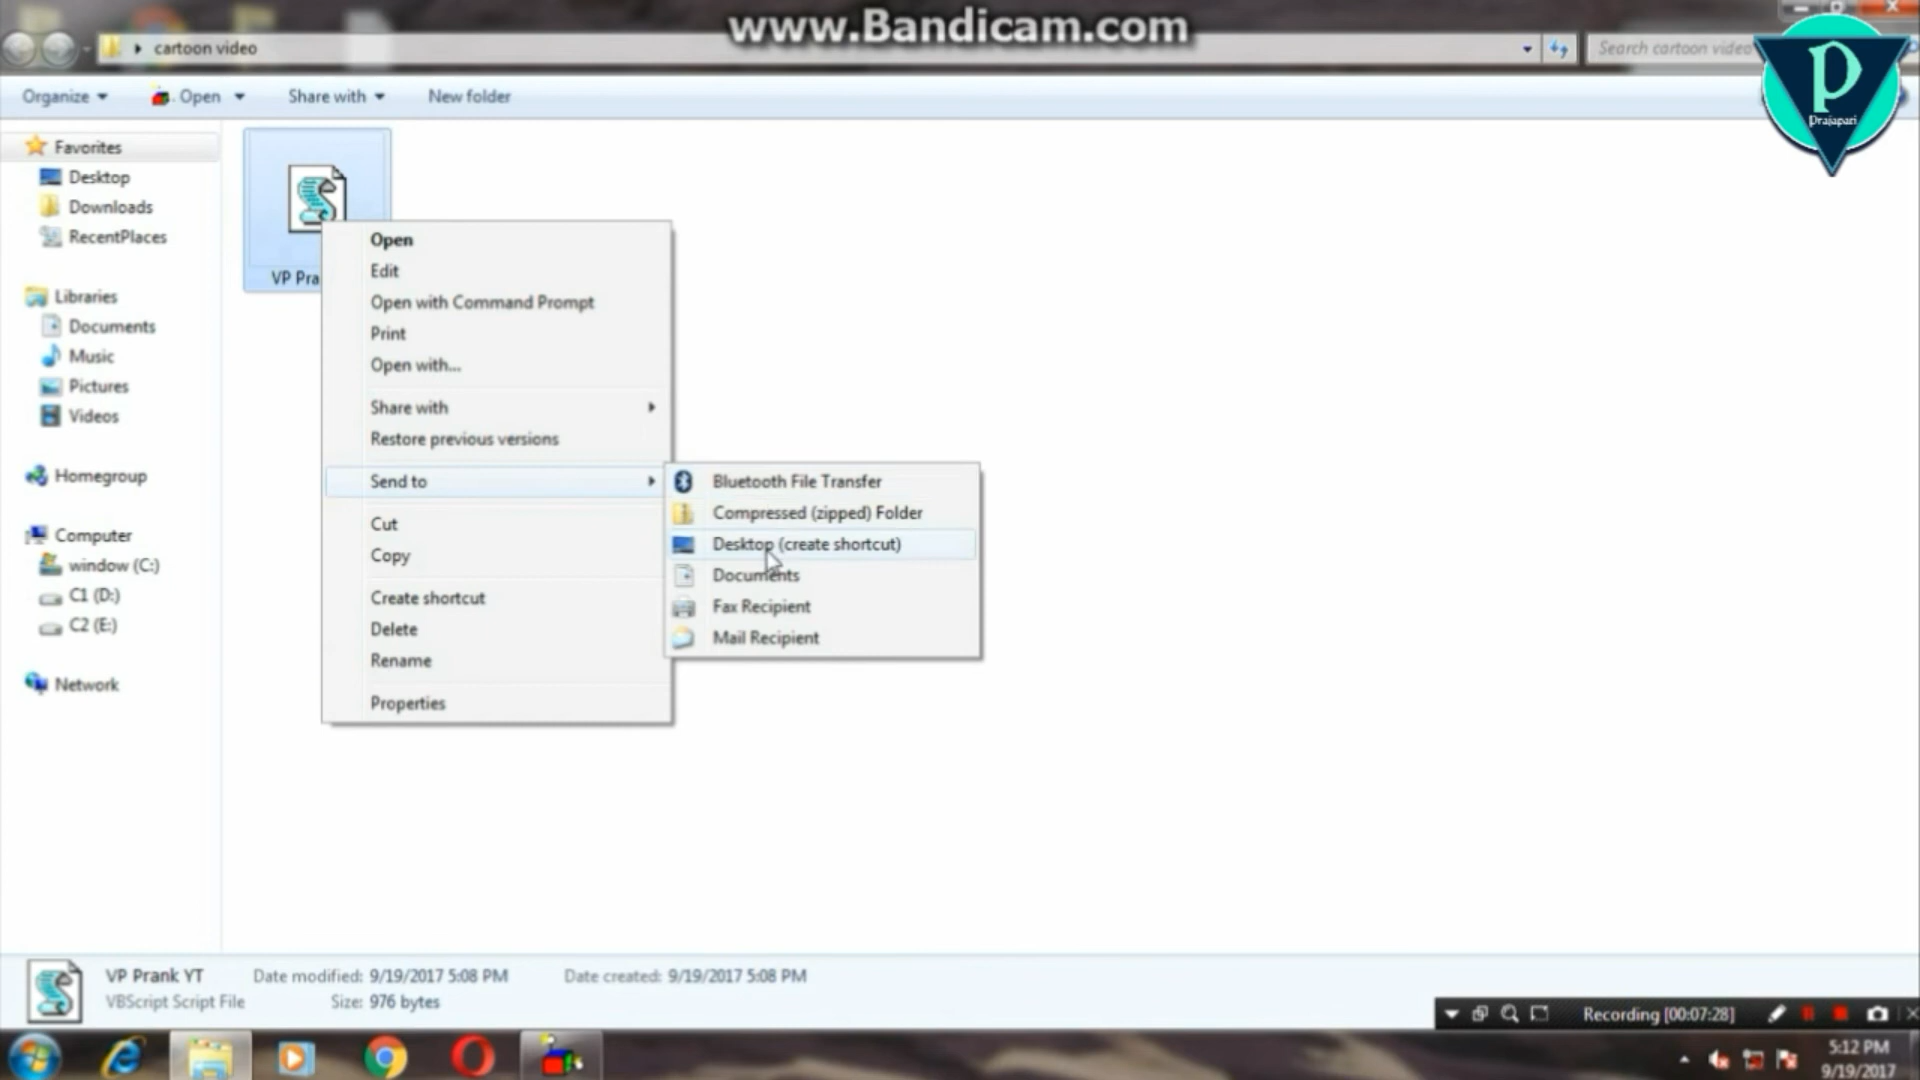 www.Bandicam.com
cartoon video
Search cartoon video
Prajapati
Organize
Open
Share with
New folder
Favorites
Desktop
Downloads
RecentPlaces
Libraries
Documents
Music
Pictures
Videos
Homegroup
Computer
window (C:)
C1 (D:)
C2 (E:)
Network
VP Pra
Open
Edit
Open with Command Prompt
Print
Open with...
Share with
Restore previous versions
Send to
Cut
Copy
Create shortcut
Delete
Rename
Properties
Bluetooth File Transfer
Compressed (zipped) Folder
Desktop (create shortcut)
Documents
Fax Recipient
Mail Recipient
VP Prank YT Date modified: 9/19/2017 5:08 PM Date created: 9/19/2017 5:08 PM
VBScript Script File Size: 976 bytes
Recording [00:07:28]
5:12 PM
9/19/2017